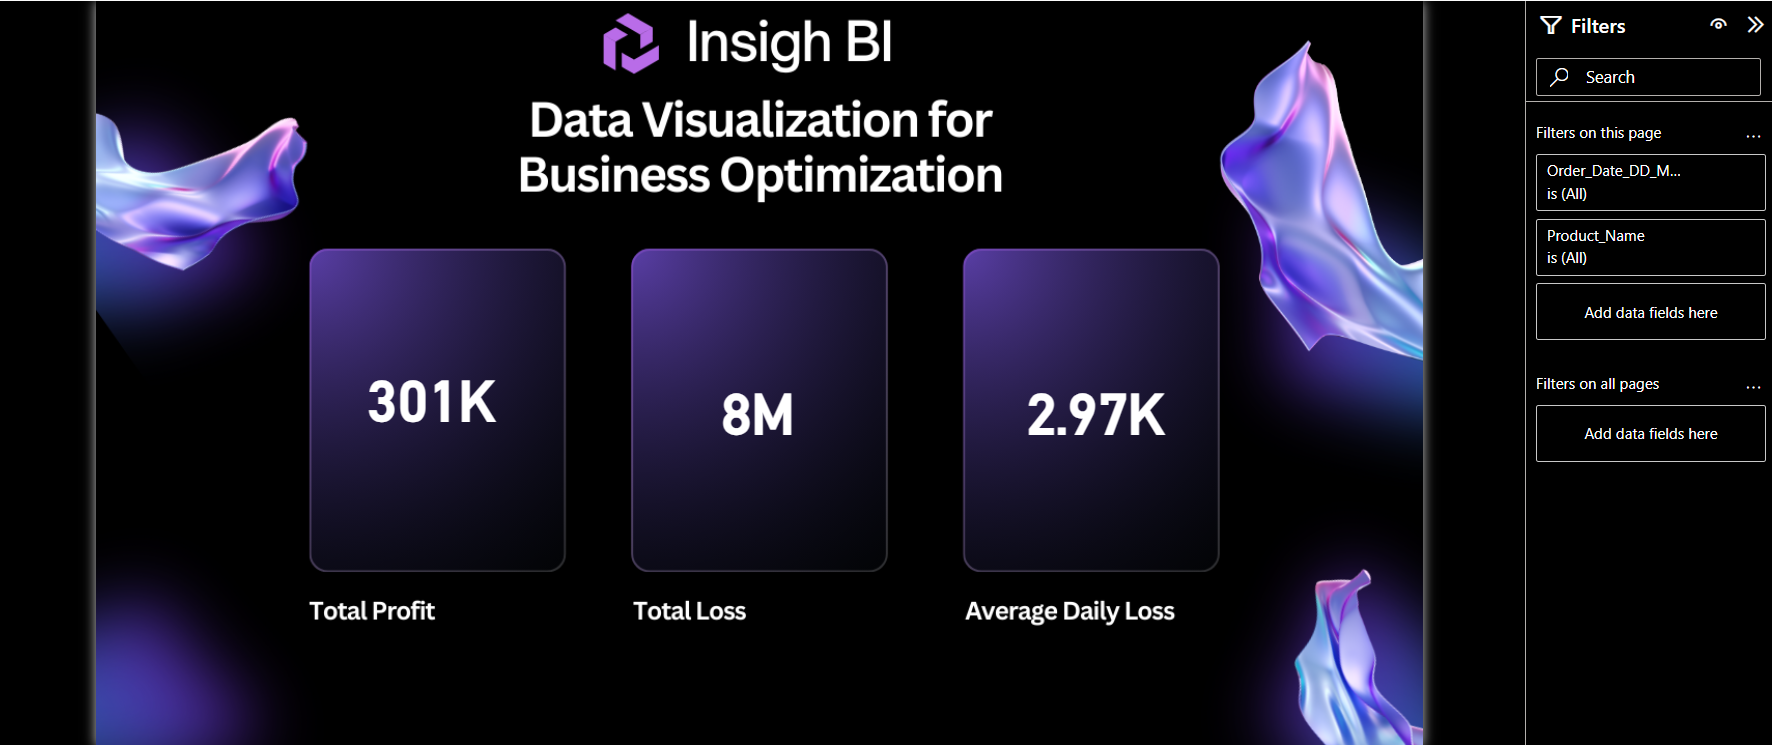 Insigh BI
Data Visualization for
Business Optimization
301K
8M
2.97K
Total Profit
Total Loss
Average Daily Loss
Filters
Search
Filters on this page
...
Order_Date_DD_M...
is (All)
Product_Name
is (All)
Add data fields here
Filters on all pages
...
Add data fields here